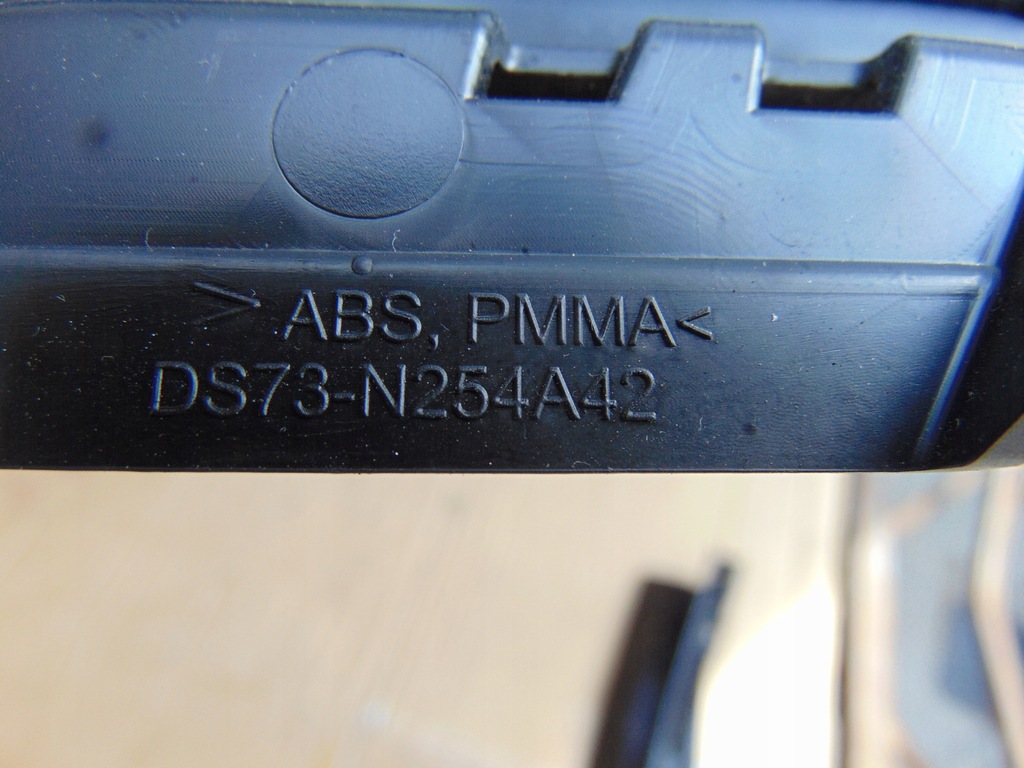 > ABS, PMMA<
DS73-N254A42